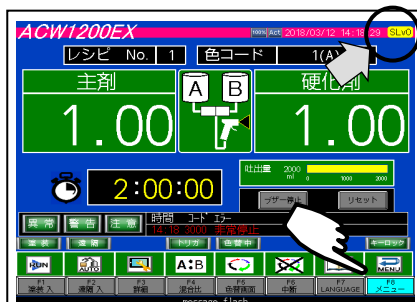 ACW1200EX
100% Act 2018/03/12 14:18:29 SLv0
レシピ No. 1 色コード 1(A)
主剤 硬化剤
A B
1.00 1.00
吐出量 2000 ml
0 1000 2000
2:00:00
ブザー停止 リセット
異常 警告 注意
時間 コード エラー
14:18 3000 非常停止
塗装 遠隔 トリガ 色替中 キーロック
RUN AUTO A:B MENU
F1 塗装入 F2 遠隔入 F3 詳細 F4 混合比 F5 色替画面 F6 中断 F7 LANGUAGE F8 メニュー
message flash